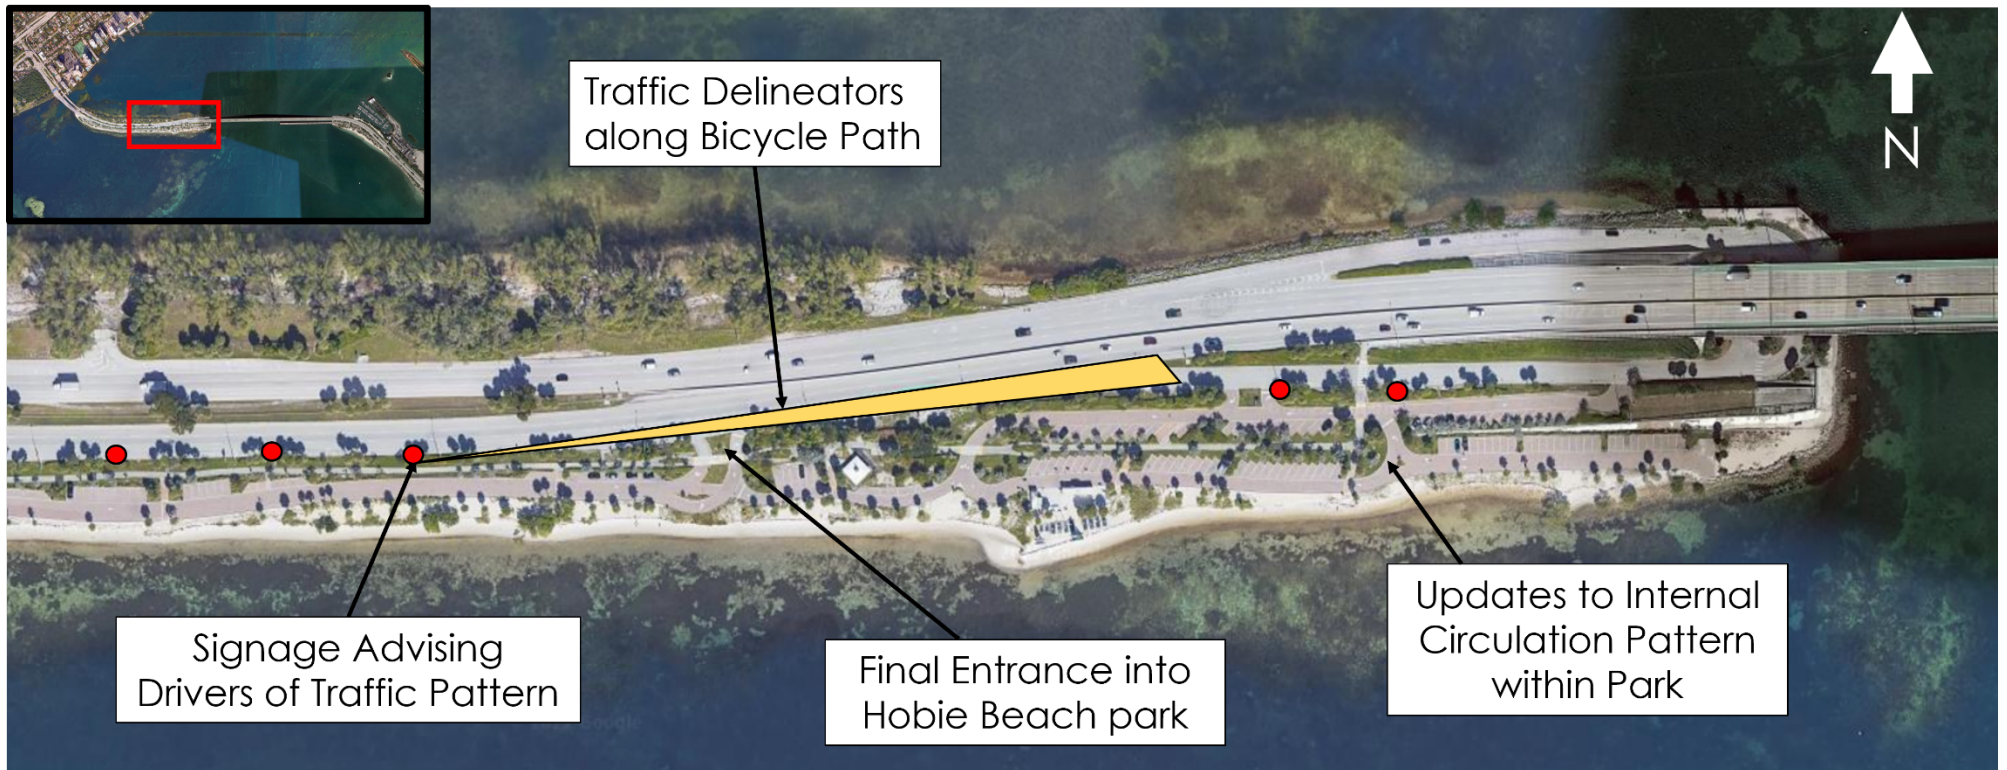 Traffic Delineators
along Bicycle Path
N
Signage Advising
Drivers of Traffic Pattern
Final Entrance into
Hobie Beach park
Updates to Internal
Circulation Pattern
within Park